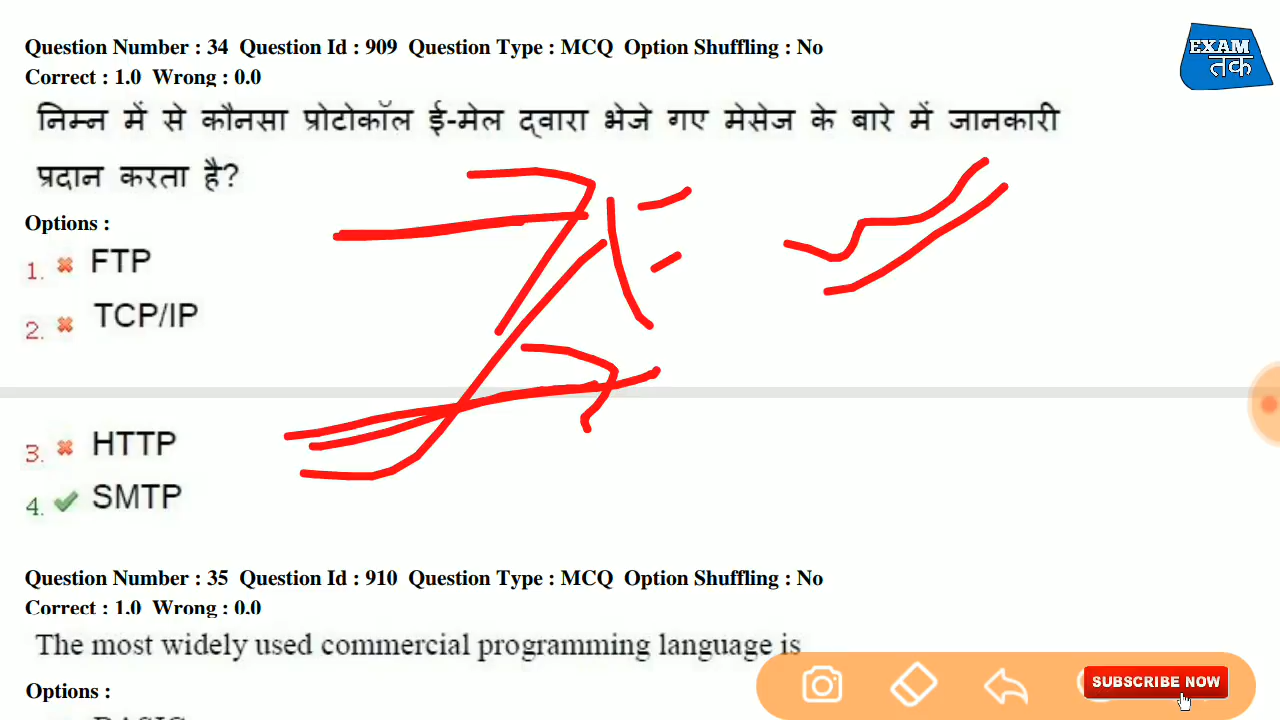 Question Number : 34 Question Id : 909 Question Type : MCQ Option Shuffling : No
Correct : 1.0 Wrong : 0.0
EXAM
तक
निम्न में से कौनसा प्रोटोकॉल ई-मेल द्वारा भेजे गए मेसेज के बारे में जानकारी
प्रदान करता है?
Options :
1. FTP
2. TCP/IP
3. HTTP
4. SMTP
Question Number : 35 Question Id : 910 Question Type : MCQ Option Shuffling : No
Correct : 1.0 Wrong : 0.0
The most widely used commercial programming language is
SUBSCRIBE NOW
Options :